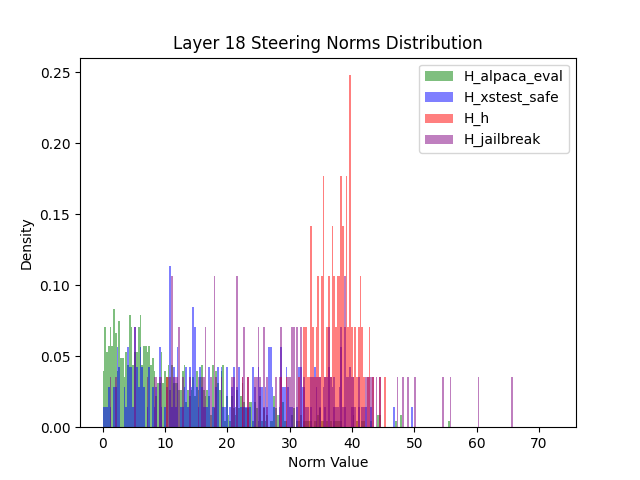 Layer 18 Steering Norms Distribution
H_alpaca_eval
H_xstest_safe
H_h
H_jailbreak
0.25
0.20
0.15
0.10
0.05
0.00
Density
0 10 20 30 40 50 60 70
Norm Value